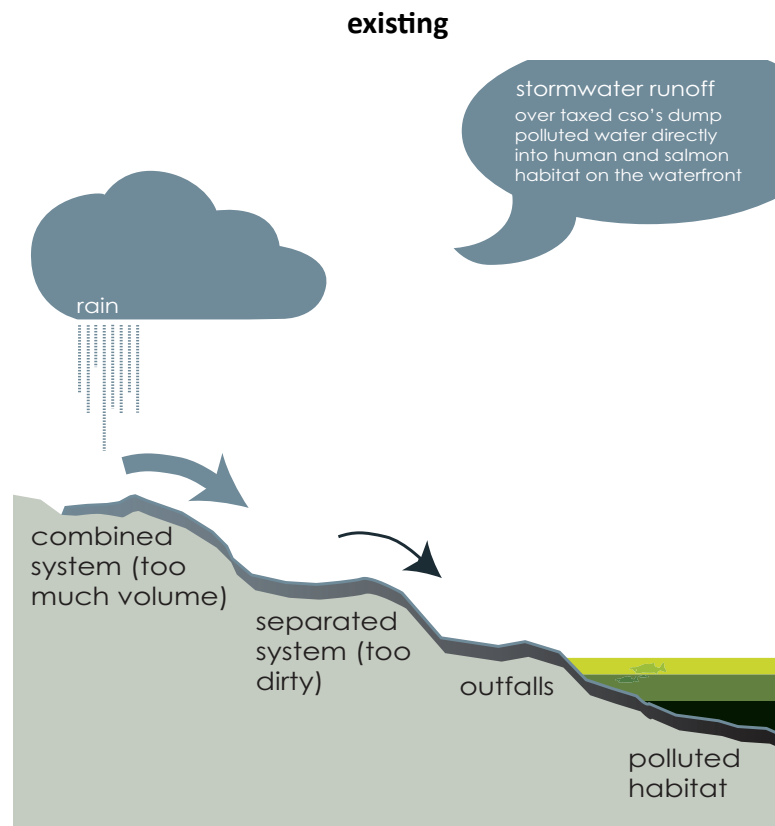 existing
stormwater runoff
over taxed cso's dump
polluted water directly
into human and salmon
habitat on the waterfront
rain
combined
system (too
much volume)
separated
system (too
dirty)
outfalls
polluted
habitat